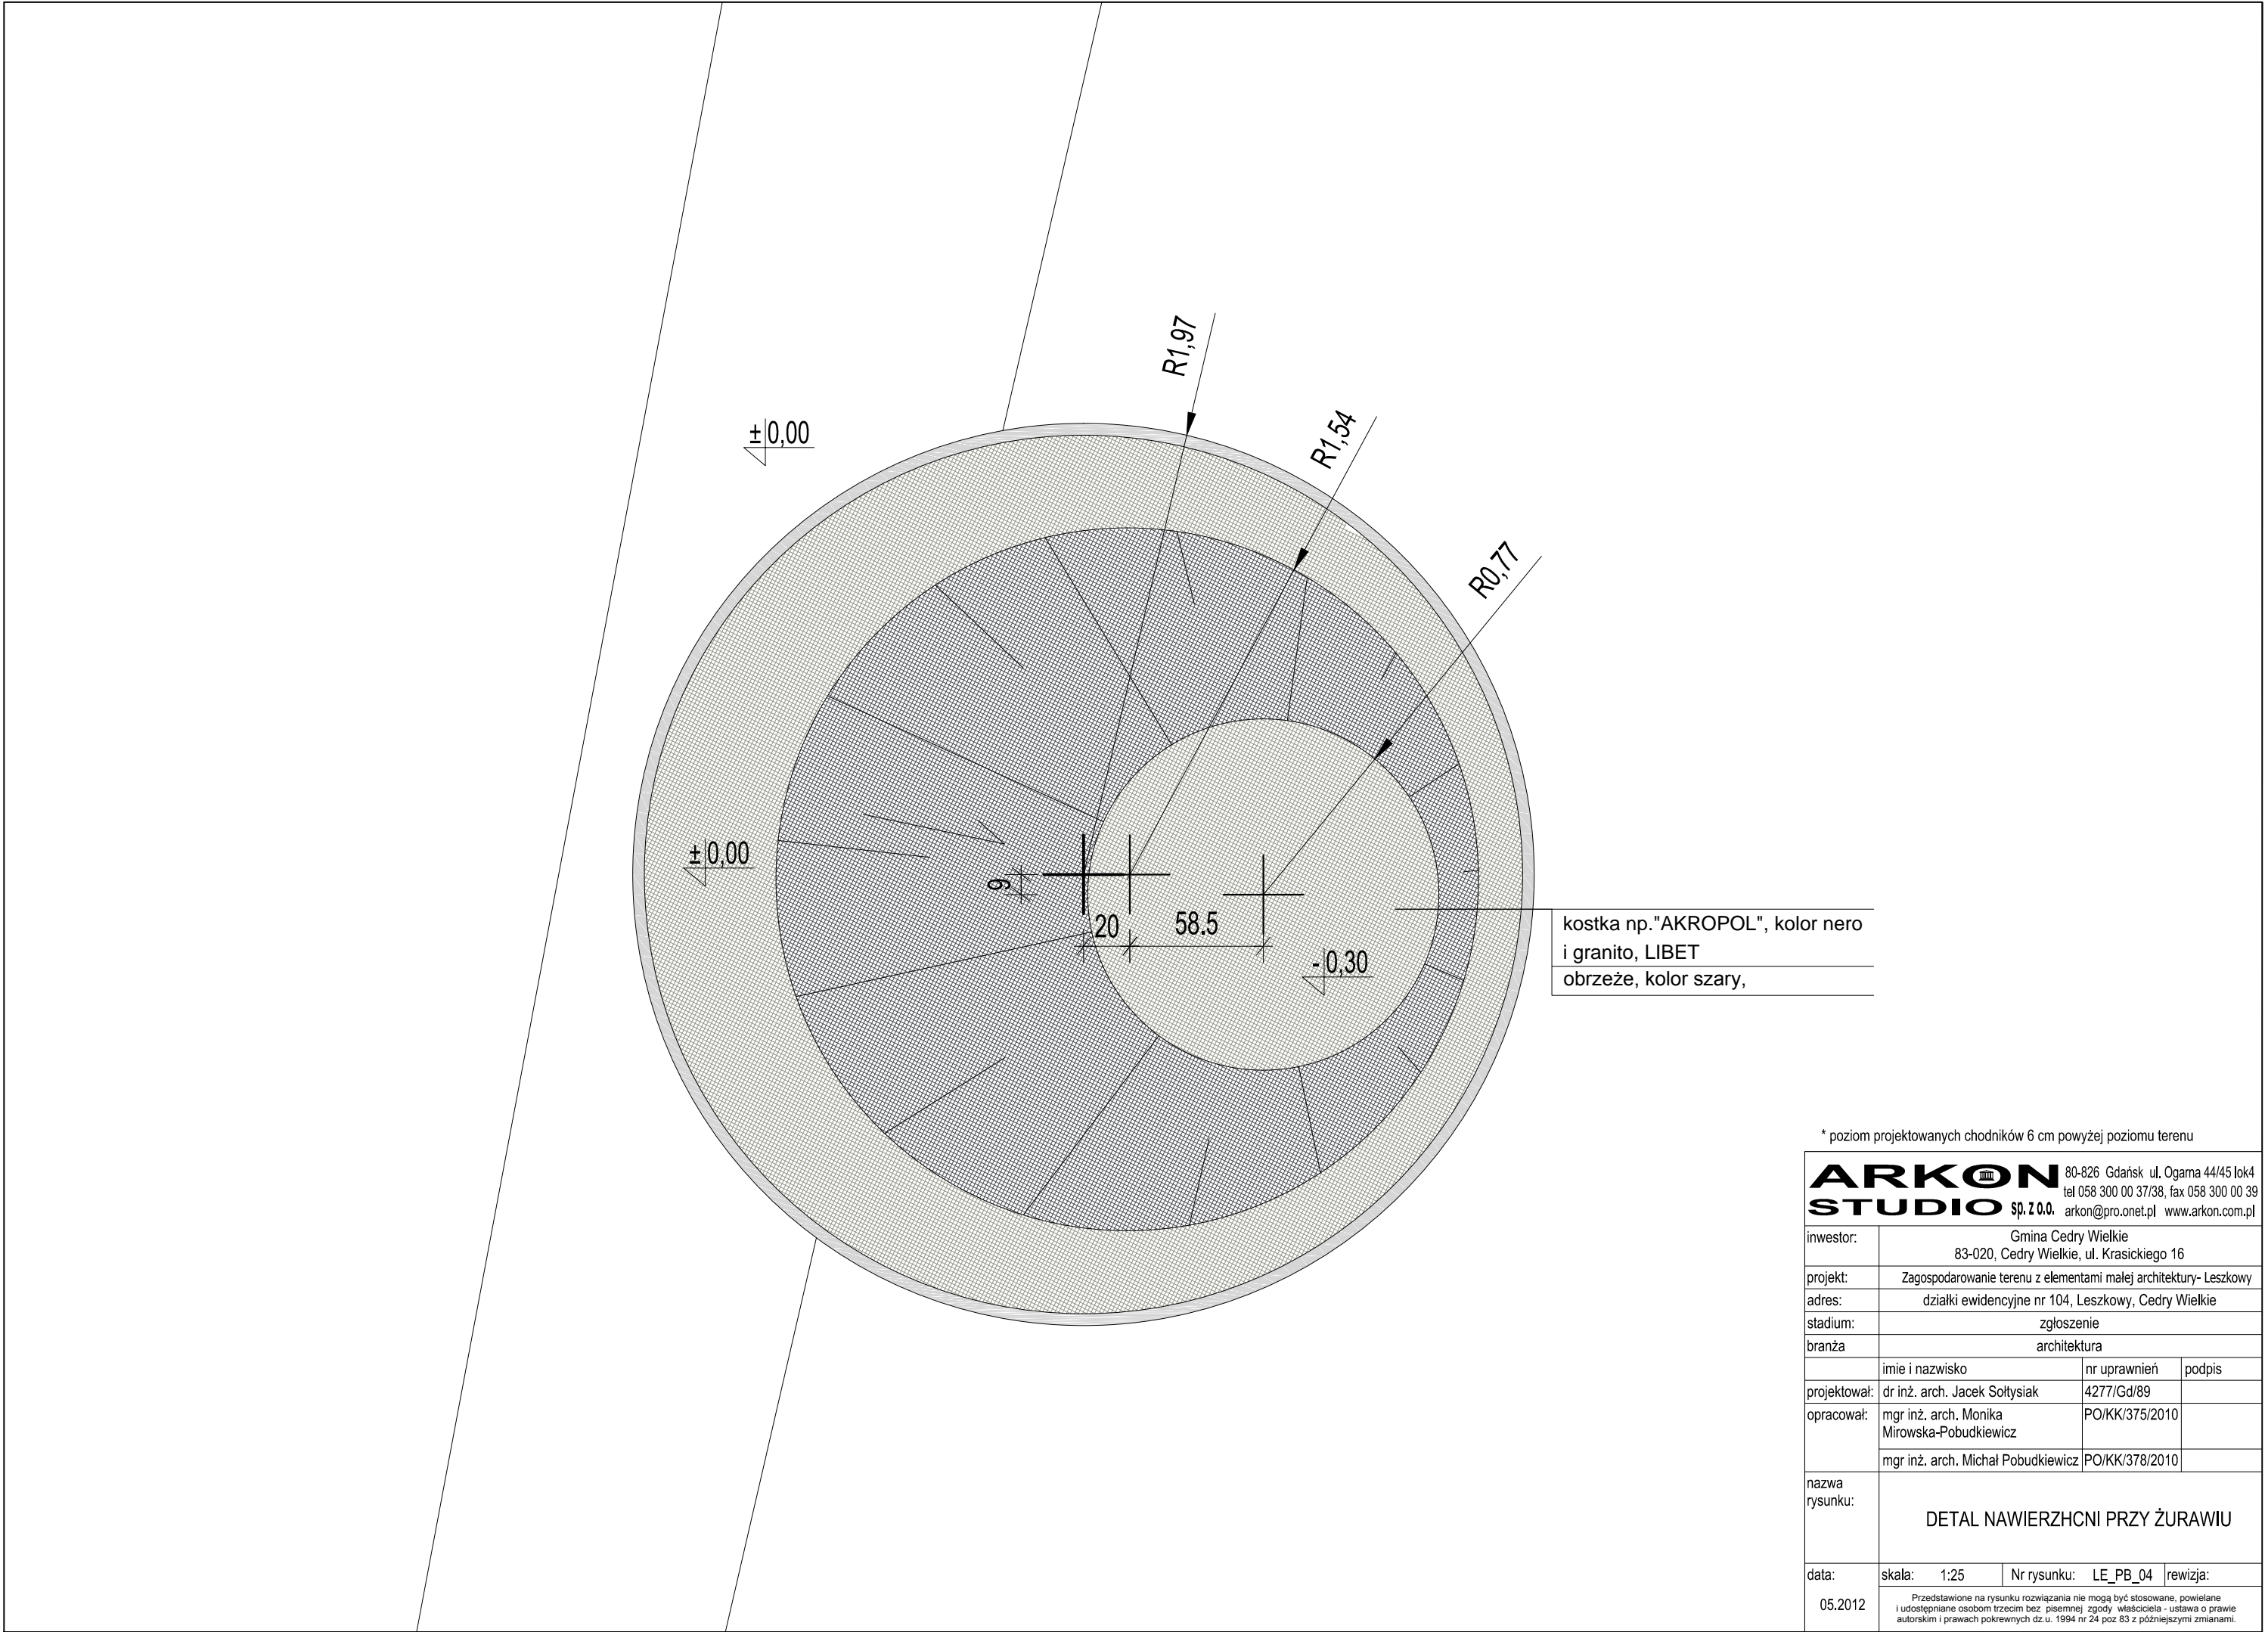 R1,97
±0,00
R1,54
R0,77
±0,00
9
20
58.5
-0,30
kostka np."AKROPOL", kolor nero
i granito, LIBET
obrzeże, kolor szary,
* poziom projektowanych chodników 6 cm powyżej poziomu terenu
ARKON
STUDIO sp. z o.o.
80-826 Gdańsk ul. Ogarna 44/45 lok4
tel 058 300 00 37/38, fax 058 300 00 39
arkon@pro.onet.pl www.arkon.com.pl
inwestor:
Gmina Cedry Wielkie
83-020, Cedry Wielkie, ul. Krasickiego 16
projekt: Zagospodarowanie terenu z elementami małej architektury- Leszkowy
adres: działki ewidencyjne nr 104, Leszkowy, Cedry Wielkie
stadium: zgłoszenie
branża architektura
imie i nazwisko nr uprawnień podpis
projektował: dr inż. arch. Jacek Sołtysiak 4277/Gd/89
opracował: mgr inż. arch. Monika PO/KK/375/2010
Mirowska-Pobudkiewicz
mgr inż. arch. Michał Pobudkiewicz PO/KK/378/2010
nazwa
rysunku:
DETAL NAWIERZHCNI PRZY ŻURAWIU
data: skala: 1:25 Nr rysunku: LE_PB_04 rewizja:
05.2012
Przedstawione na rysunku rozwiązania nie mogą być stosowane, powielane
i udostępniane osobom trzecim bez pisemnej zgody właściciela - ustawa o prawie
autorskim i prawach pokrewnych dz.u. 1994 nr 24 poz 83 z późniejszymi zmianami.